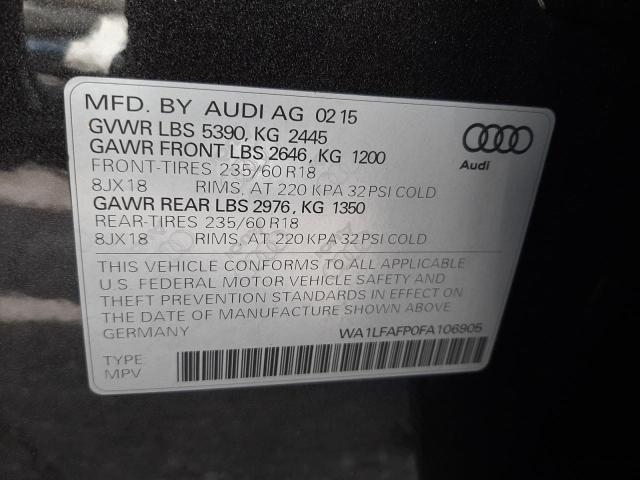 MFD. BY AUDI AG 02 15
GVWR LBS 5390, KG 2445
GAWR FRONT LBS 2646, KG 1200
FRONT-TIRES 235/60 R18
8JX18 RIMS, AT 220 KPA 32 PSI COLD
GAWR REAR LBS 2976, KG 1350
REAR-TIRES 235/60 R18
8JX18 RIMS, AT 220 KPA 32 PSI COLD
Audi
THIS VEHICLE CONFORMS TO ALL APPLICABLE
U.S. FEDERAL MOTOR VEHICLE SAFETY AND
THEFT PREVENTION STANDARDS IN EFFECT ON
THE DATE OF MANUFACTURE SHOWN ABOVE.
GERMANY WA1LFAFP0FA106905
TYPE:
MPV